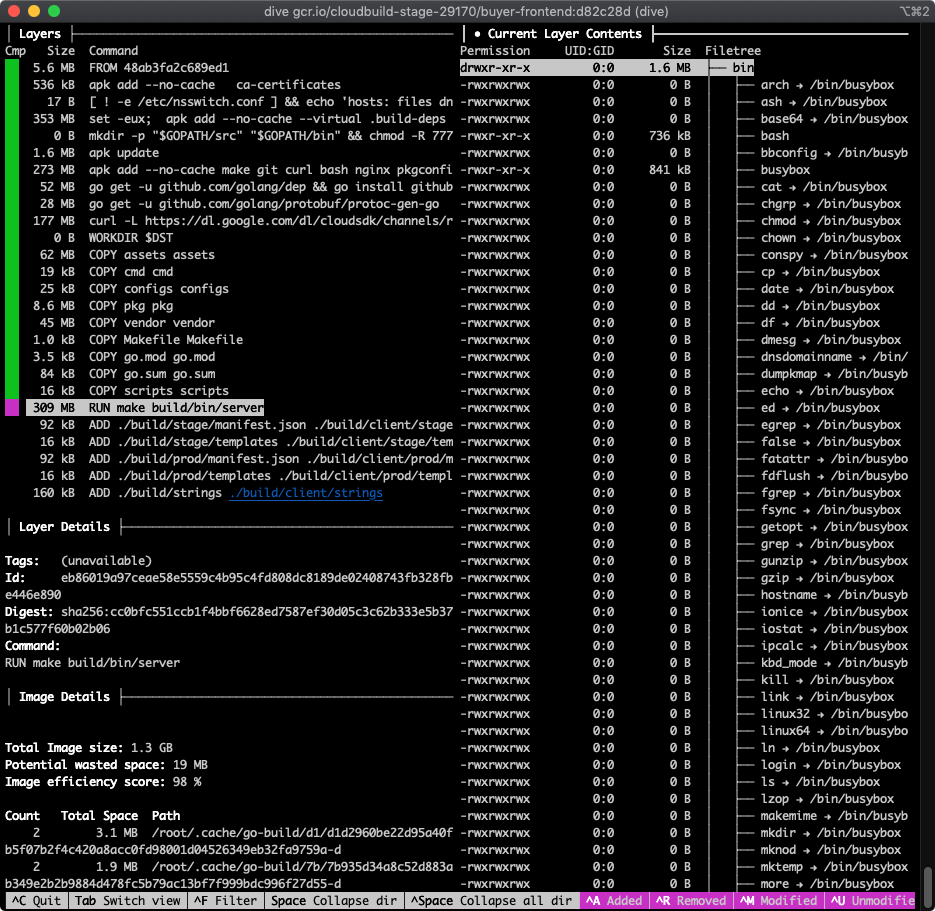 dive gcr.io/cloudbuild-stage-29170/buyer-frontend:d82c28d (dive)
⌥⌘2
Layers
Cmp Size Command
5.6 MB FROM 48ab3fa2c689ed1
536 kB apk add --no-cache ca-certificates
17 B [ ! -e /etc/nsswitch.conf ] && echo 'hosts: files dn
353 MB set -eux; apk add --no-cache --virtual .build-deps
0 B mkdir -p "$GOPATH/src" "$GOPATH/bin" && chmod -R 777
1.6 MB apk update
273 MB apk add --no-cache make git curl bash nginx pkgconfi
52 MB go get -u github.com/golang/dep && go install github
28 MB go get -u github.com/golang/protobuf/protoc-gen-go
177 MB curl -L https://dl.google.com/dl/cloudsdk/channels/r
0 B WORKDIR $DST
62 MB COPY assets assets
19 kB COPY cmd cmd
25 kB COPY configs configs
8.6 MB COPY pkg pkg
45 MB COPY vendor vendor
1.0 kB COPY Makefile Makefile
3.5 kB COPY go.mod go.mod
84 kB COPY go.sum go.sum
16 kB COPY scripts scripts
309 MB RUN make build/bin/server
92 kB ADD ./build/stage/manifest.json ./build/client/stage
16 kB ADD ./build/stage/templates ./build/client/stage/tem
92 kB ADD ./build/prod/manifest.json ./build/client/prod/m
16 kB ADD ./build/prod/templates ./build/client/prod/templ
160 kB ADD ./build/strings ./build/client/strings
Layer Details
Tags: (unavailable)
Id: eb86019a97ceae58e5559c4b95c4fd808dc8189de02408743fb328fb
e446e890
Digest: sha256:cc0bfc551ccb1f4bbf6628ed7587ef30d05c3c62b333e5b37
b1c577f60b02b06
Command:
RUN make build/bin/server
Image Details
Total Image size: 1.3 GB
Potential wasted space: 19 MB
Image efficiency score: 98 %
Count Total Space Path
2 3.1 MB /root/.cache/go-build/d1/d1d2960be22d95a40f
b5f07b2f4c420a8acc0fd98001d04526349eb32fa9759a-d
2 1.9 MB /root/.cache/go-build/7b/7b935d34a8c52d883a
b349e2b2b9884d478fc5b79ac13bf7f999bdc996f27d55-d
● Current Layer Contents
Permission UID:GID Size Filetree
drwxr-xr-x 0:0 1.6 MB ├── bin
-rwxrwxrwx 0:0 0 B │ ├── arch → /bin/busybox
-rwxrwxrwx 0:0 0 B │ ├── ash → /bin/busybox
-rwxrwxrwx 0:0 0 B │ ├── base64 → /bin/busybox
-rwxr-xr-x 0:0 736 kB │ ├── bash
-rwxrwxrwx 0:0 0 B │ ├── bbconfig → /bin/busyb
-rwxr-xr-x 0:0 841 kB │ ├── busybox
-rwxrwxrwx 0:0 0 B │ ├── cat → /bin/busybox
-rwxrwxrwx 0:0 0 B │ ├── chgrp → /bin/busybox
-rwxrwxrwx 0:0 0 B │ ├── chmod → /bin/busybox
-rwxrwxrwx 0:0 0 B │ ├── chown → /bin/busybox
-rwxrwxrwx 0:0 0 B │ ├── conspy → /bin/busybox
-rwxrwxrwx 0:0 0 B │ ├── cp → /bin/busybox
-rwxrwxrwx 0:0 0 B │ ├── date → /bin/busybox
-rwxrwxrwx 0:0 0 B │ ├── dd → /bin/busybox
-rwxrwxrwx 0:0 0 B │ ├── df → /bin/busybox
-rwxrwxrwx 0:0 0 B │ ├── dmesg → /bin/busybox
-rwxrwxrwx 0:0 0 B │ ├── dnsdomainname → /bin/
-rwxrwxrwx 0:0 0 B │ ├── dumpkmap → /bin/busyb
-rwxrwxrwx 0:0 0 B │ ├── echo → /bin/busybox
-rwxrwxrwx 0:0 0 B │ ├── ed → /bin/busybox
-rwxrwxrwx 0:0 0 B │ ├── egrep → /bin/busybox
-rwxrwxrwx 0:0 0 B │ ├── false → /bin/busybox
-rwxrwxrwx 0:0 0 B │ ├── fatattr → /bin/busybo
-rwxrwxrwx 0:0 0 B │ ├── fdflush → /bin/busybo
-rwxrwxrwx 0:0 0 B │ ├── fgrep → /bin/busybox
-rwxrwxrwx 0:0 0 B │ ├── fsync → /bin/busybox
-rwxrwxrwx 0:0 0 B │ ├── getopt → /bin/busybox
-rwxrwxrwx 0:0 0 B │ ├── grep → /bin/busybox
-rwxrwxrwx 0:0 0 B │ ├── gunzip → /bin/busybox
-rwxrwxrwx 0:0 0 B │ ├── gzip → /bin/busybox
-rwxrwxrwx 0:0 0 B │ ├── hostname → /bin/busyb
-rwxrwxrwx 0:0 0 B │ ├── ionice → /bin/busybox
-rwxrwxrwx 0:0 0 B │ ├── iostat → /bin/busybox
-rwxrwxrwx 0:0 0 B │ ├── ipcalc → /bin/busybox
-rwxrwxrwx 0:0 0 B │ ├── kbd_mode → /bin/busyb
-rwxrwxrwx 0:0 0 B │ ├── kill → /bin/busybox
-rwxrwxrwx 0:0 0 B │ ├── link → /bin/busybox
-rwxrwxrwx 0:0 0 B │ ├── linux32 → /bin/busybo
-rwxrwxrwx 0:0 0 B │ ├── linux64 → /bin/busybo
-rwxrwxrwx 0:0 0 B │ ├── ln → /bin/busybox
-rwxrwxrwx 0:0 0 B │ ├── login → /bin/busybox
-rwxrwxrwx 0:0 0 B │ ├── ls → /bin/busybox
-rwxrwxrwx 0:0 0 B │ ├── lzop → /bin/busybox
-rwxrwxrwx 0:0 0 B │ ├── makemime → /bin/busyb
-rwxrwxrwx 0:0 0 B │ ├── mkdir → /bin/busybox
-rwxrwxrwx 0:0 0 B │ ├── mknod → /bin/busybox
-rwxrwxrwx 0:0 0 B │ ├── mktemp → /bin/busybox
-rwxrwxrwx 0:0 0 B │ ├── more → /bin/busybox
^C Quit Tab Switch view ^F Filter Space Collapse dir ^Space Collapse all dir ^A Added ^R Removed ^M Modified ^U Unmodifie